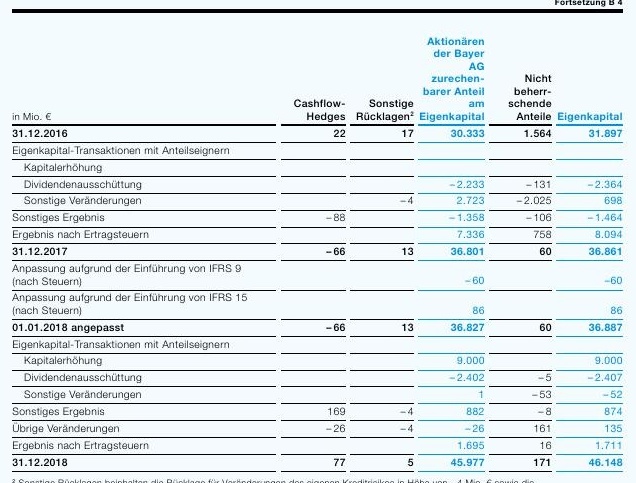 Fortsetzung B 4
Aktionären
der Bayer
AG
zurechen- Nicht
barer Anteil beherr-
Cashflow- Sonstige am schende
in Mio. € Hedges Rücklagen² Eigenkapital Anteile Eigenkapital
31.12.2016 22 17 30.333 1.564 31.897
Eigenkapital-Transaktionen mit Anteilseignern
Kapitalerhöhung
Dividendenausschüttung –2.233 –131 –2.364
Sonstige Veränderungen –4 2.723 –2.025 698
Sonstiges Ergebnis –88 –1.358 –106 –1.464
Ergebnis nach Ertragsteuern 7.336 758 8.094
31.12.2017 –66 13 36.801 60 36.861
Anpassung aufgrund der Einführung von IFRS 9
(nach Steuern) –60 –60
Anpassung aufgrund der Einführung von IFRS 15
(nach Steuern) 86 86
01.01.2018 angepasst –66 13 36.827 60 36.887
Eigenkapital-Transaktionen mit Anteilseignern
Kapitalerhöhung 9.000 9.000
Dividendenausschüttung –2.402 –5 –2.407
Sonstige Veränderungen 1 –53 –52
Sonstiges Ergebnis 169 –4 882 –8 874
Übrige Veränderungen –26 –4 –26 161 135
Ergebnis nach Ertragsteuern 1.695 16 1.711
31.12.2018 77 5 45.977 171 46.148
² Sonstige Rücklagen beinhalten die Rücklage für Veränderungen des eigenen Kreditrisikos in Höhe von –4 Mio. € sowie die